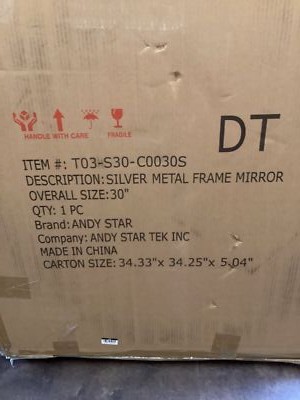 HANDLE WITH CARE
FRAGILE
DT
ITEM #: T03-S30-C0030S
DESCRIPTION: SILVER METAL FRAME MIRROR
OVERALL SIZE:30"
QTY: 1 PC
Brand: ANDY STAR
Company: ANDY STAR TEK INC
MADE IN CHINA
CARTON SIZE: 34.33"x 34.25"x 5.04"